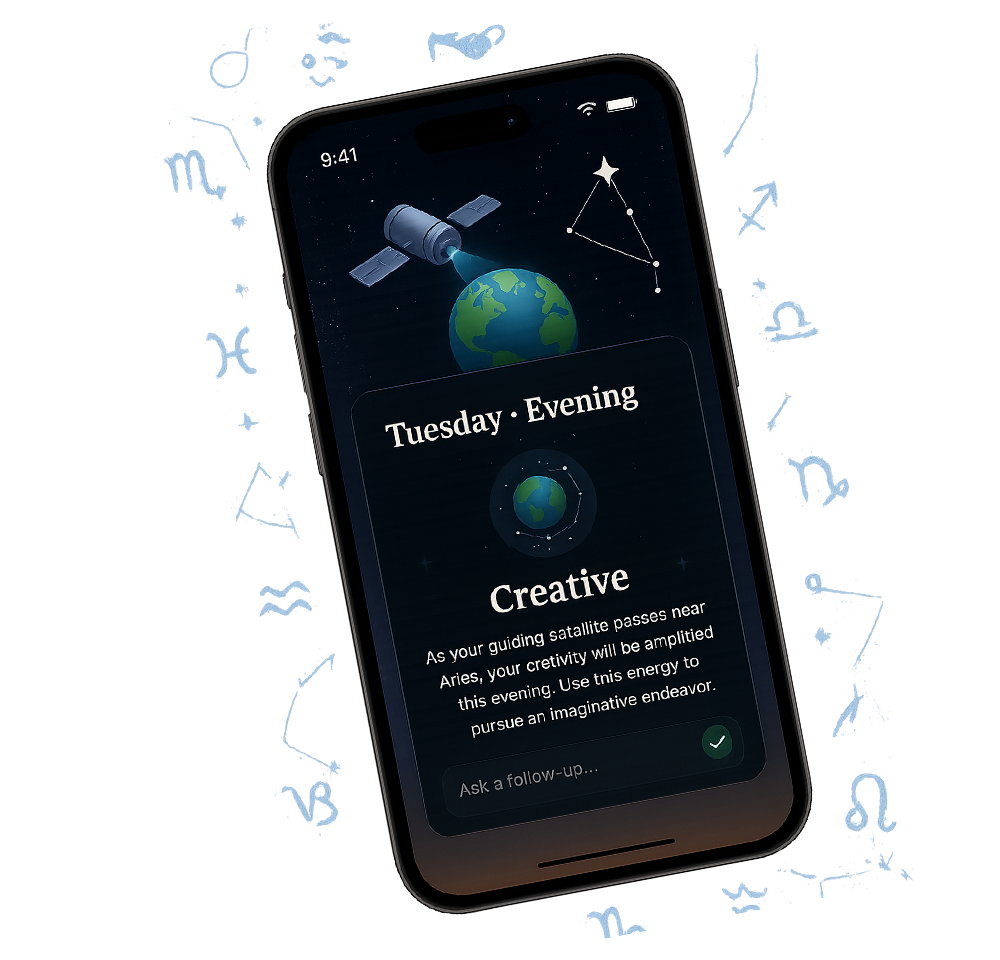 9:41
Tuesday · Evening
Creative
As your guiding satallite passes near
Aries, your cretivity will be amplitied
this evening. Use tnis energy to
pursue an imaginative endeavor.
Ask a follow-up...